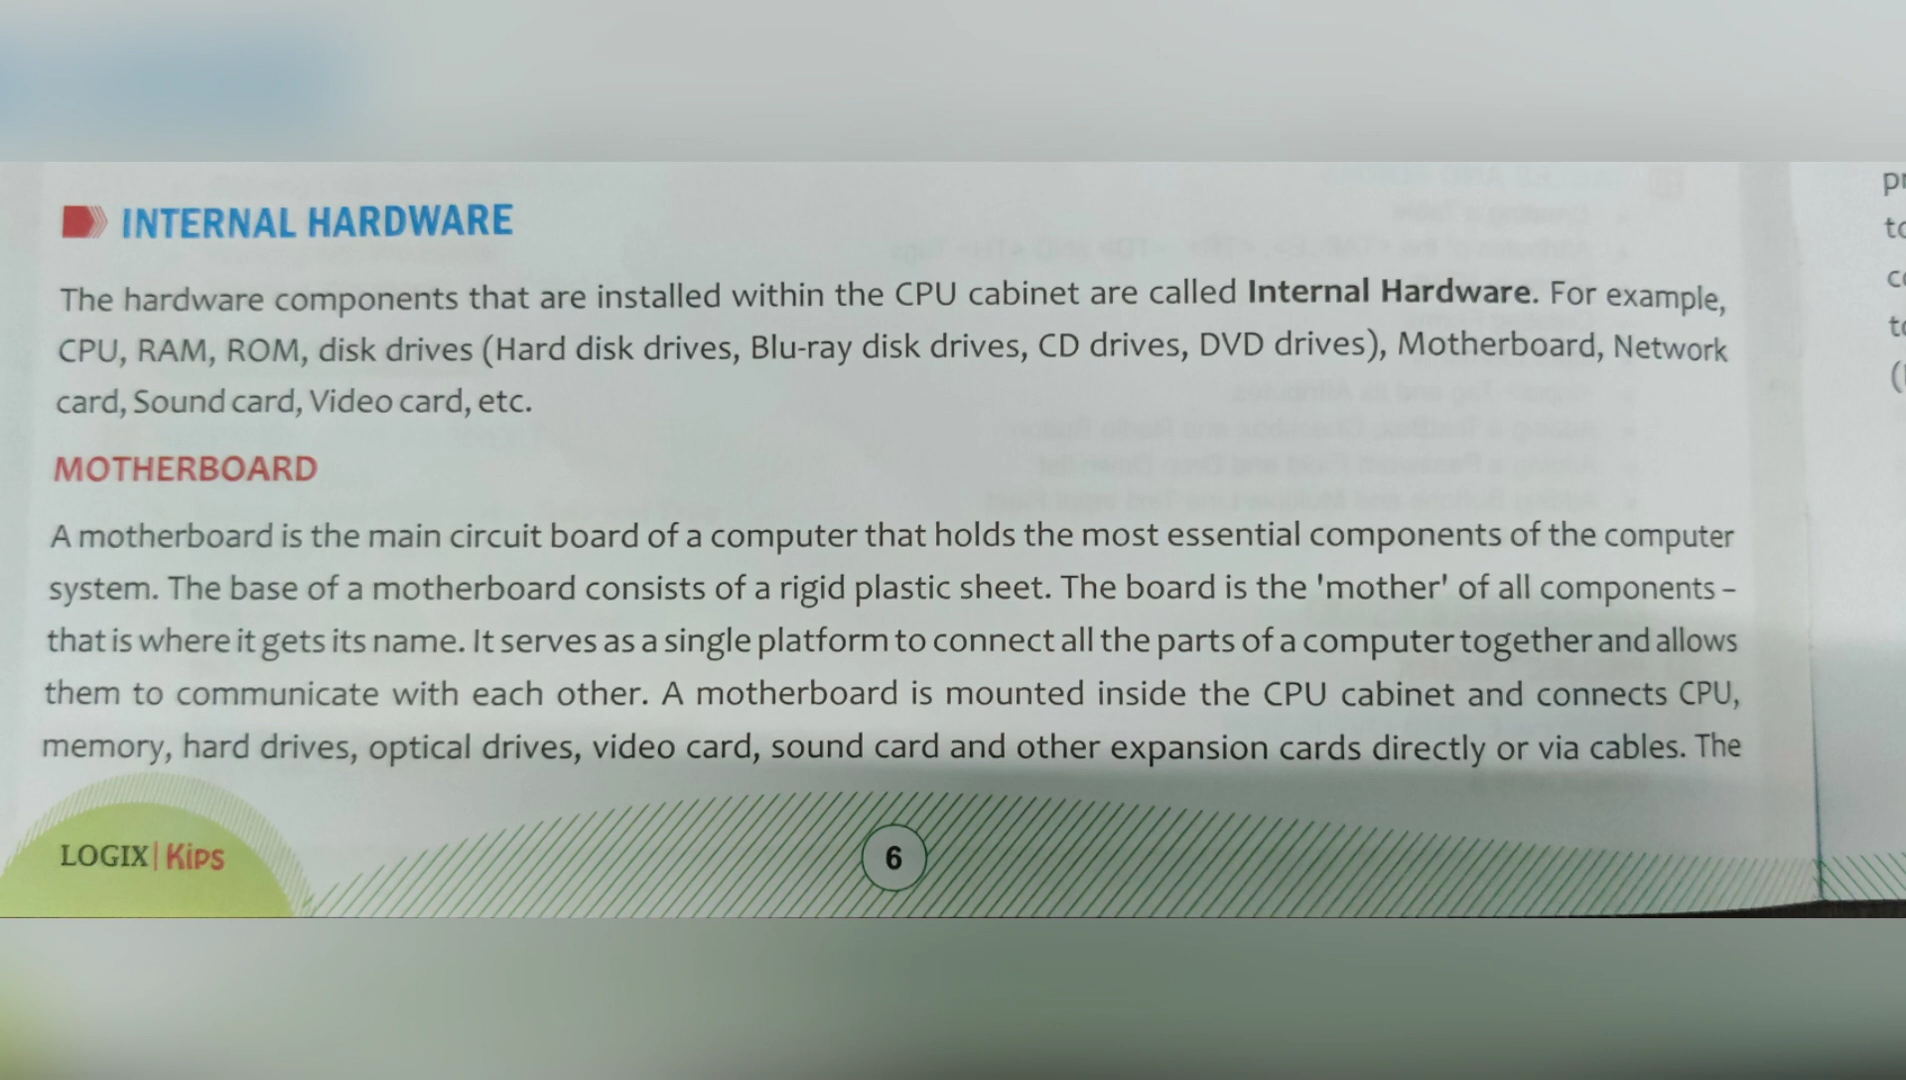 INTERNAL HARDWARE
The hardware components that are installed within the CPU cabinet are called Internal Hardware. For example,
CPU, RAM, ROM, disk drives (Hard disk drives, Blu-ray disk drives, CD drives, DVD drives), Motherboard, Network
card, Sound card, Video card, etc.
MOTHERBOARD
A motherboard is the main circuit board of a computer that holds the most essential components of the computer
system. The base of a motherboard consists of a rigid plastic sheet. The board is the 'mother' of all components –
that is where it gets its name. It serves as a single platform to connect all the parts of a computer together and allows
them to communicate with each other. A motherboard is mounted inside the CPU cabinet and connects CPU,
memory, hard drives, optical drives, video card, sound card and other expansion cards directly or via cables. The
LOGIX | Kips
6